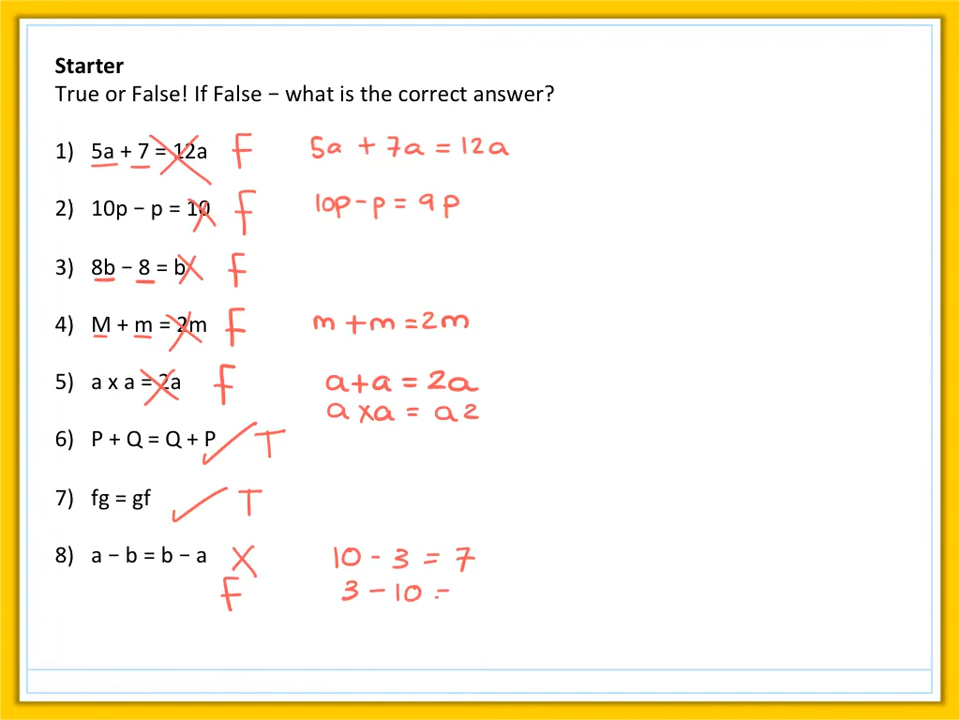 Starter
True or False! If False − what is the correct answer?
1) 5a + 7 = 12a F 5a + 7a = 12a
2) 10p − p = 10 F 10p - p = 9p
3) 8b − 8 = b F
4) M + m = 2m F m + m = 2m
5) a x a = 2a F a + a = 2a
a x a = a2
6) P + Q = Q + P T
7) fg = gf T
8) a − b = b − a X 10 - 3 = 7
F 3 - 10 =